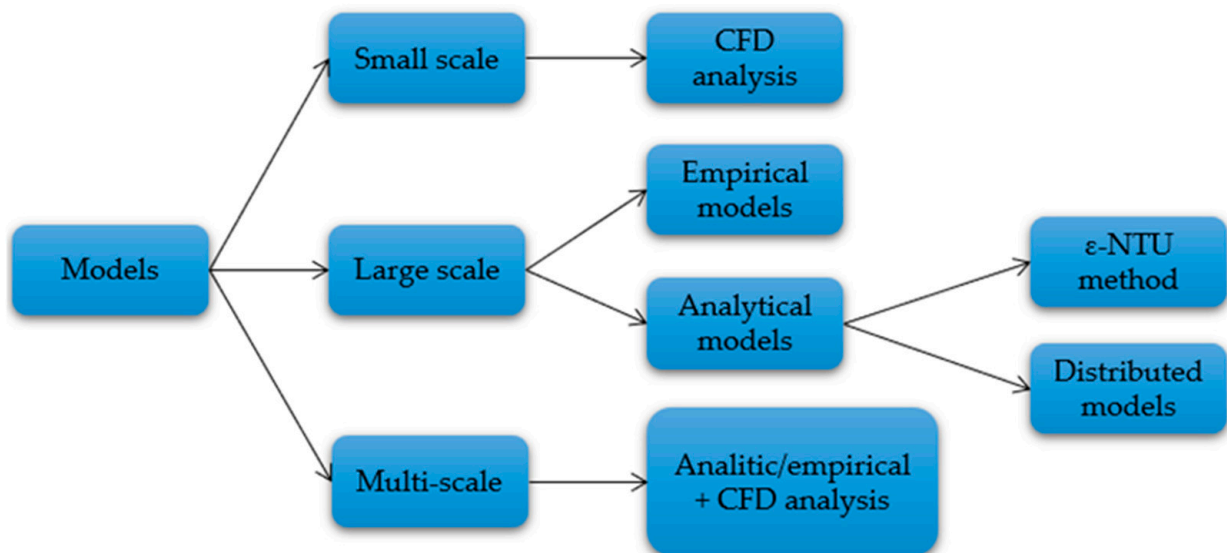 Small scale
CFD
analysis
Models
Large scale
Empirical
models
Analytical
models
ε-NTU
method
Distributed
models
Multi-scale
Analitic/empirical
+ CFD analysis